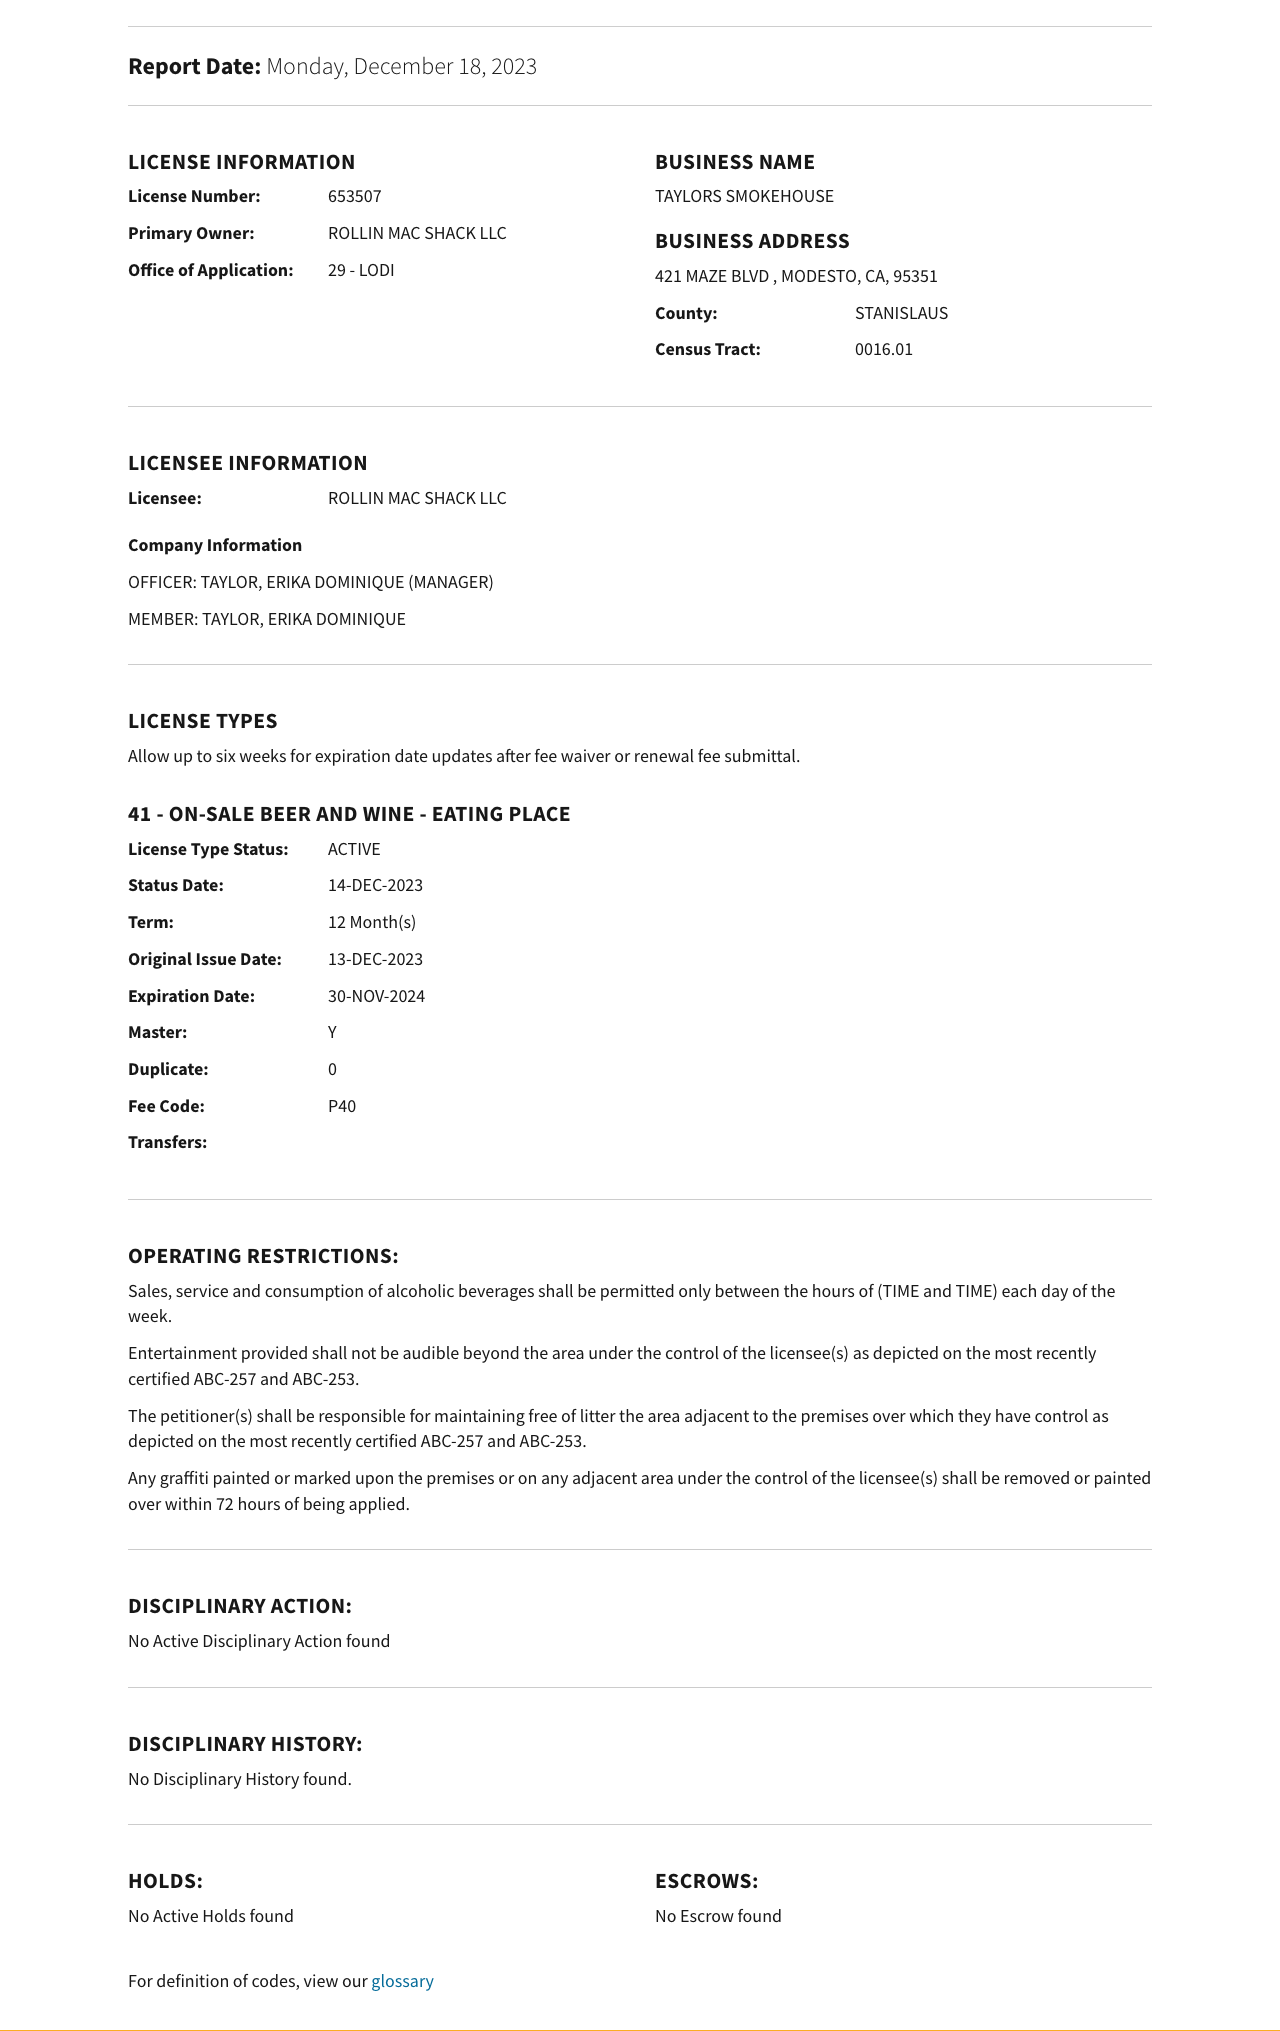 Report Date: Monday, December 18, 2023
LICENSE INFORMATION
License Number: 653507
Primary Owner: ROLLIN MAC SHACK LLC
Office of Application: 29 - LODI
BUSINESS NAME
TAYLORS SMOKEHOUSE
BUSINESS ADDRESS
421 MAZE BLVD , MODESTO, CA, 95351
County: STANISLAUS
Census Tract: 0016.01
LICENSEE INFORMATION
Licensee: ROLLIN MAC SHACK LLC
Company Information
OFFICER: TAYLOR, ERIKA DOMINIQUE (MANAGER)
MEMBER: TAYLOR, ERIKA DOMINIQUE
LICENSE TYPES
Allow up to six weeks for expiration date updates after fee waiver or renewal fee submittal.
41 - ON-SALE BEER AND WINE - EATING PLACE
License Type Status: ACTIVE
Status Date: 14-DEC-2023
Term: 12 Month(s)
Original Issue Date: 13-DEC-2023
Expiration Date: 30-NOV-2024
Master: Y
Duplicate: 0
Fee Code: P40
Transfers:
OPERATING RESTRICTIONS:
Sales, service and consumption of alcoholic beverages shall be permitted only between the hours of (TIME and TIME) each day of the
week.
Entertainment provided shall not be audible beyond the area under the control of the licensee(s) as depicted on the most recently
certified ABC-257 and ABC-253.
The petitioner(s) shall be responsible for maintaining free of litter the area adjacent to the premises over which they have control as
depicted on the most recently certified ABC-257 and ABC-253.
Any graffiti painted or marked upon the premises or on any adjacent area under the control of the licensee(s) shall be removed or painted
over within 72 hours of being applied.
DISCIPLINARY ACTION:
No Active Disciplinary Action found
DISCIPLINARY HISTORY:
No Disciplinary History found.
HOLDS:
No Active Holds found
ESCROWS:
No Escrow found
For definition of codes, view our glossary